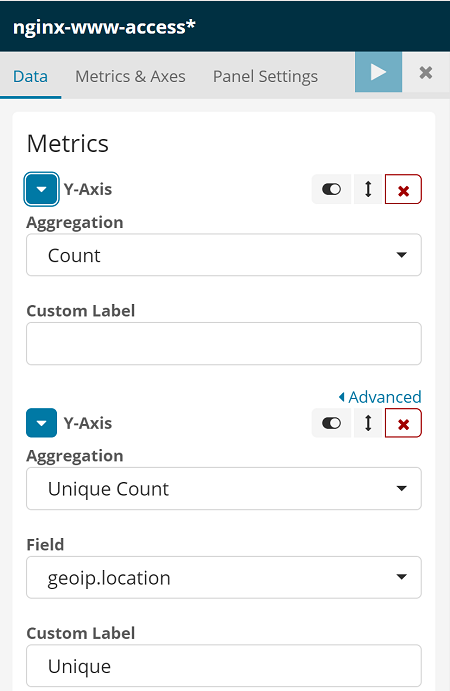 nginx-www-access*
Data Metrics & Axes Panel Settings
Metrics
Y-Axis
Aggregation
Count
Custom Label
Advanced
Y-Axis
Aggregation
Unique Count
Field
geoip.location
Custom Label
Unique